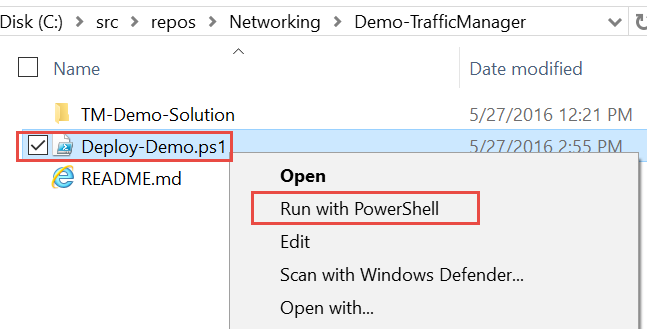 Disk (C:) > src > repos > Networking > Demo-TrafficManager
Name Date modified
TM-Demo-Solution 5/27/2016 12:21 PM
Deploy-Demo.ps1 5/27/2016 2:55 PM
README.md
Open
Run with PowerShell
Edit
Scan with Windows Defender...
Open with...